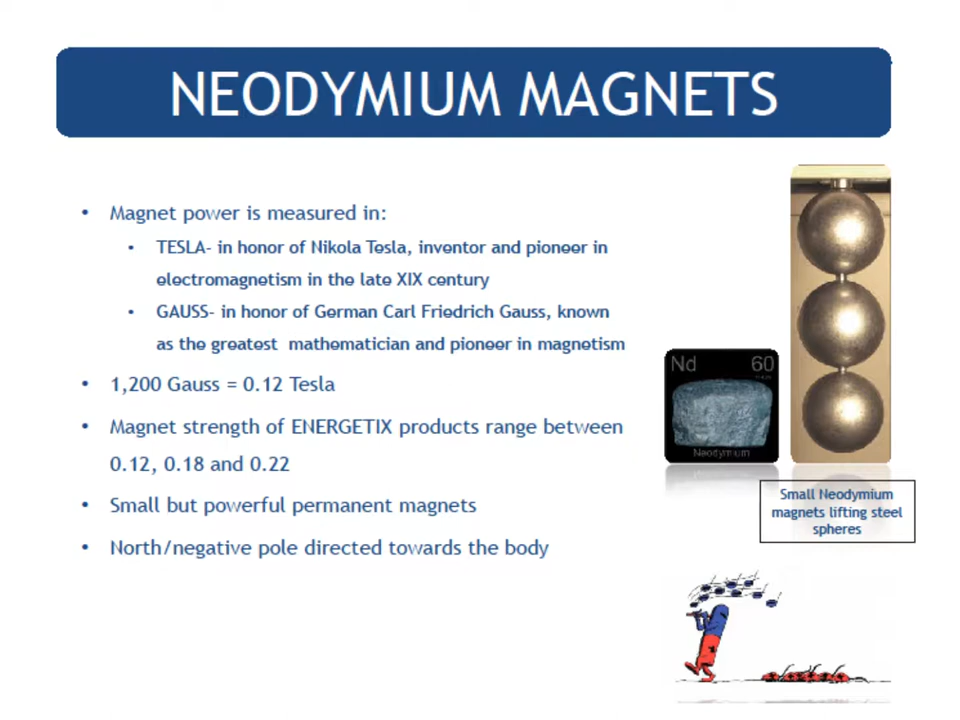 NEODYMIUM MAGNETS
• Magnet power is measured in:
• TESLA- in honor of Nikola Tesla, inventor and pioneer in
electromagnetism in the late XIX century
• GAUSS- in honor of German Carl Friedrich Gauss, known
as the greatest mathematician and pioneer in magnetism
• 1,200 Gauss = 0.12 Tesla
• Magnet strength of ENERGETIX products range between
0.12, 0.18 and 0.22
• Small but powerful permanent magnets
• North/negative pole directed towards the body
Nd 60
Neodymium
Small Neodymium
magnets lifting steel
spheres